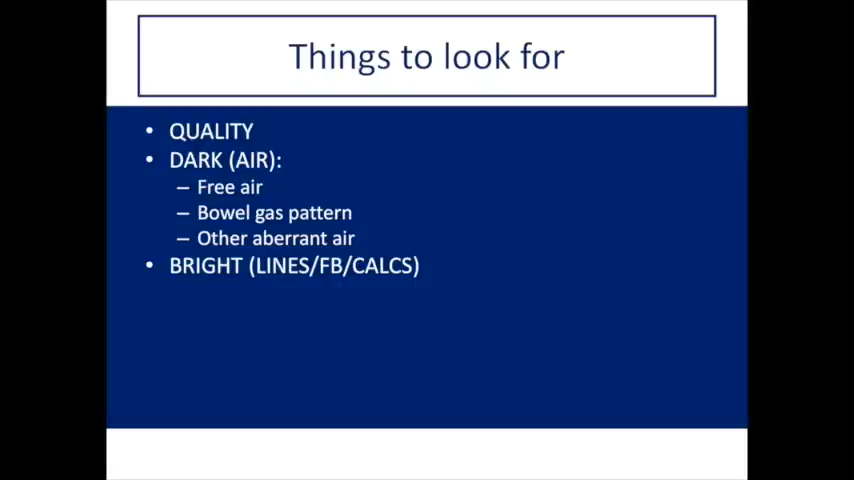 Things to look for
• QUALITY
• DARK (AIR):
– Free air
– Bowel gas pattern
– Other aberrant air
• BRIGHT (LINES/FB/CALCS)